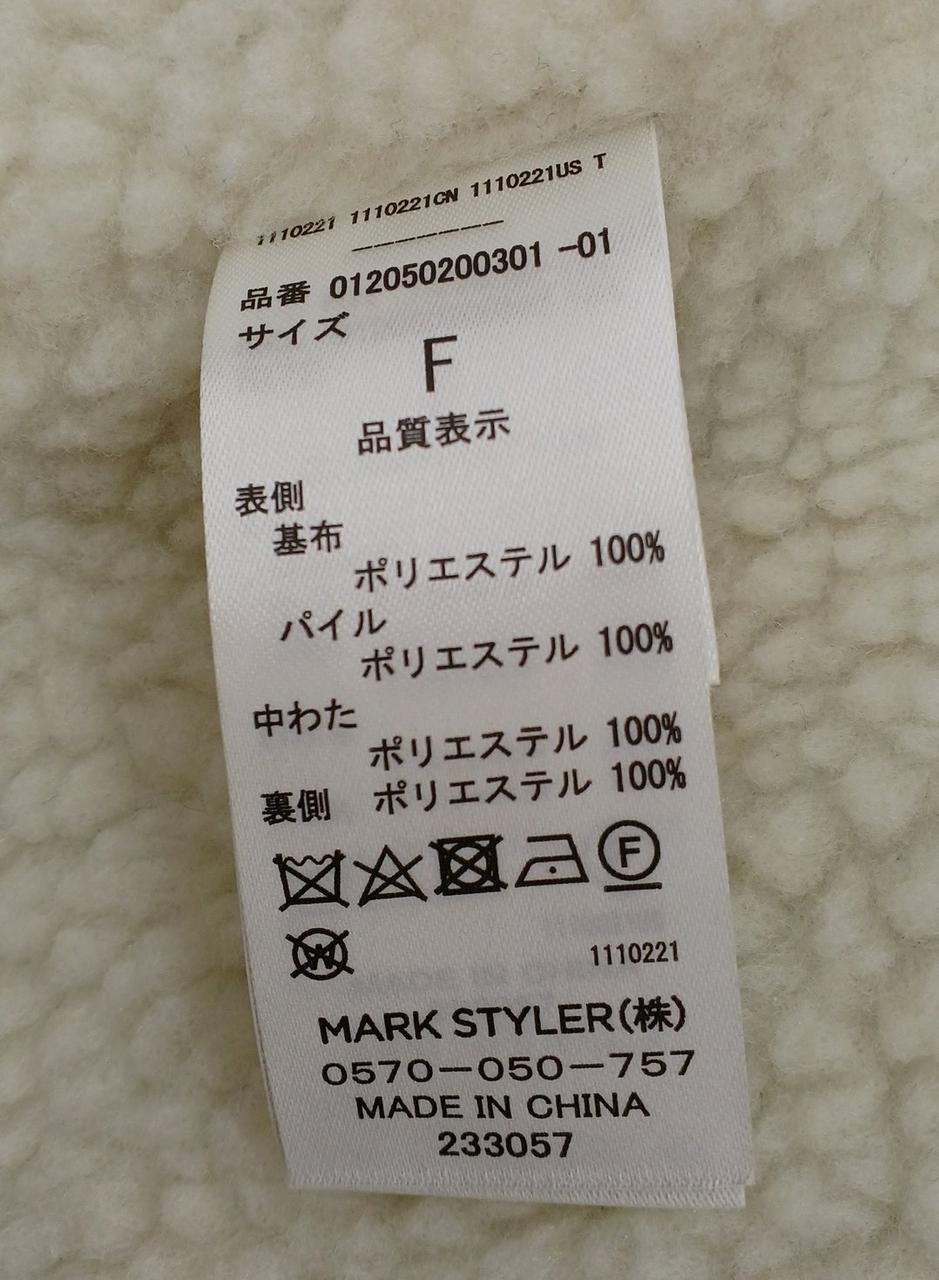 1110221 1110221CN 1110221US T
--------
品番 012050200301 -01
サイズ
F
品質表示
表側
基布
ポリエステル 100%
パイル
ポリエステル 100%
中わた
ポリエステル 100%
裏側 ポリエステル 100%
F
W
1110221
MARK STYLER(株)
0570-050-757
MADE IN CHINA
233057